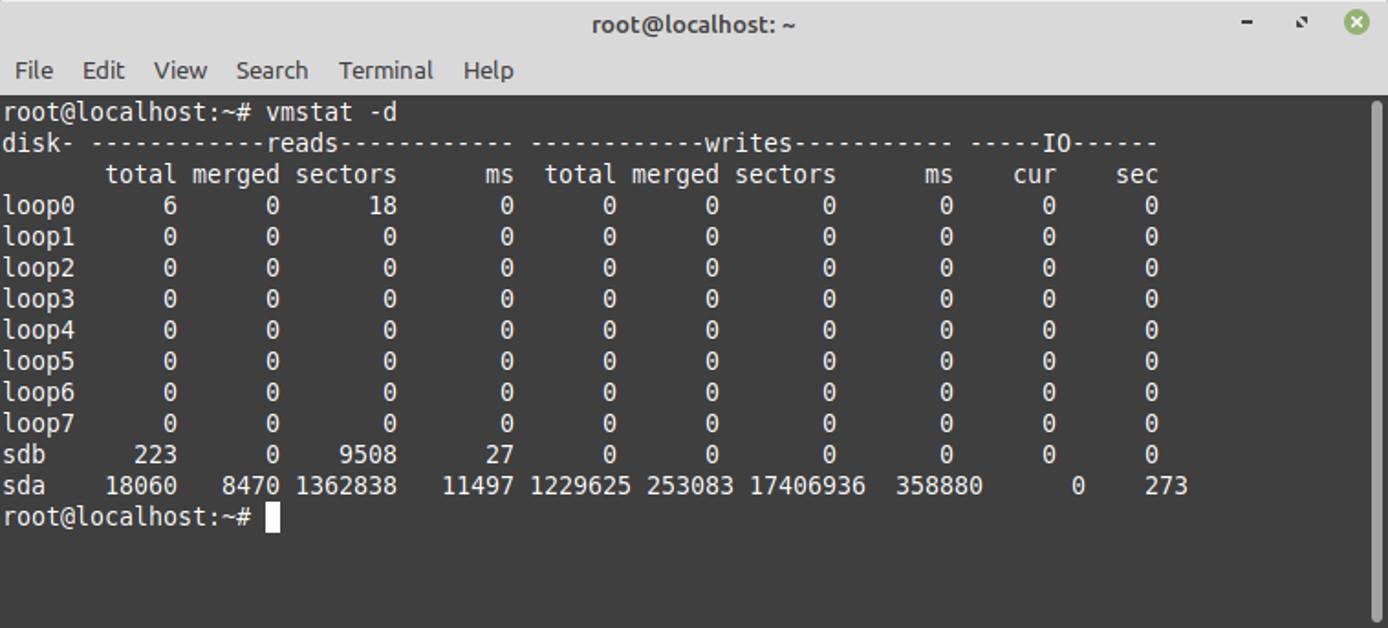 root@localhost: ~
File Edit View Search Terminal Help
root@localhost:~# vmstat -d
disk- ------------reads------------ ------------writes----------- -----IO------
       total merged sectors      ms  total merged sectors      ms    cur    sec
loop0      6      0      18       0      0      0       0       0      0      0
loop1      0      0       0       0      0      0       0       0      0      0
loop2      0      0       0       0      0      0       0       0      0      0
loop3      0      0       0       0      0      0       0       0      0      0
loop4      0      0       0       0      0      0       0       0      0      0
loop5      0      0       0       0      0      0       0       0      0      0
loop6      0      0       0       0      0      0       0       0      0      0
loop7      0      0       0       0      0      0       0       0      0      0
sdb      223      0    9508      27      0      0       0       0      0      0
sda    18060   8470 1362838   11497 1229625 253083 17406936  358880      0    273
root@localhost:~#